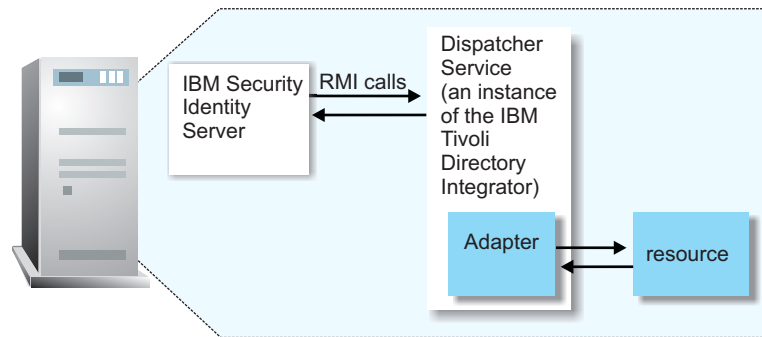 IBM Security
Identity
Server
RMI calls
Dispatcher
Service
(an instance
of the IBM
Tivoli
Directory
Integrator)
Adapter
resource